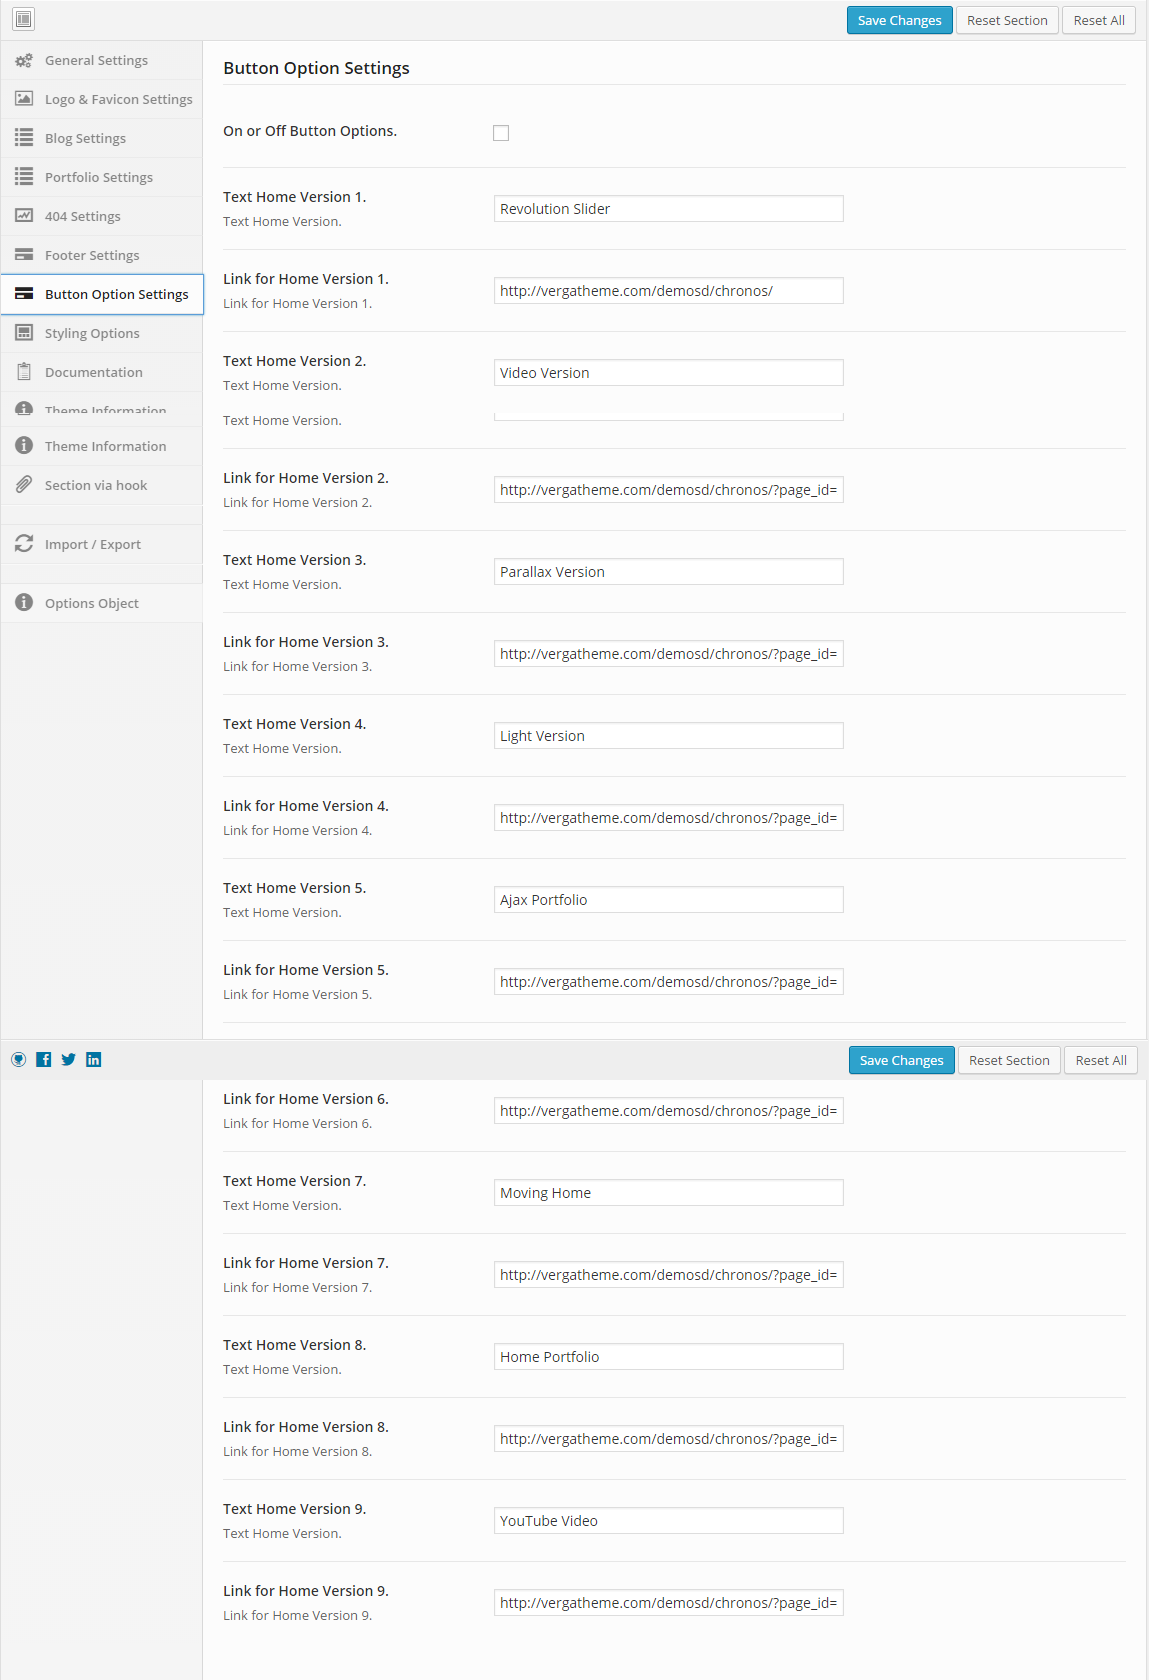 Save Changes Reset Section Reset All
General Settings
Logo & Favicon Settings
Blog Settings
Portfolio Settings
404 Settings
Footer Settings
Button Option Settings
Styling Options
Documentation
Theme Information
Theme Information
Section via hook
Import / Export
Options Object
Button Option Settings
On or Off Button Options.
Text Home Version 1.
Text Home Version.
Revolution Slider
Link for Home Version 1.
Link for Home Version 1.
http://vergatheme.com/demosd/chronos/
Text Home Version 2.
Text Home Version.
Video Version
Text Home Version.
Link for Home Version 2.
Link for Home Version 2.
http://vergatheme.com/demosd/chronos/?page_id=
Text Home Version 3.
Text Home Version.
Parallax Version
Link for Home Version 3.
Link for Home Version 3.
http://vergatheme.com/demosd/chronos/?page_id=
Text Home Version 4.
Text Home Version.
Light Version
Link for Home Version 4.
Link for Home Version 4.
http://vergatheme.com/demosd/chronos/?page_id=
Text Home Version 5.
Text Home Version.
Ajax Portfolio
Link for Home Version 5.
Link for Home Version 5.
http://vergatheme.com/demosd/chronos/?page_id=
Save Changes Reset Section Reset All
Link for Home Version 6.
Link for Home Version 6.
http://vergatheme.com/demosd/chronos/?page_id=
Text Home Version 7.
Text Home Version.
Moving Home
Link for Home Version 7.
Link for Home Version 7.
http://vergatheme.com/demosd/chronos/?page_id=
Text Home Version 8.
Text Home Version.
Home Portfolio
Link for Home Version 8.
Link for Home Version 8.
http://vergatheme.com/demosd/chronos/?page_id=
Text Home Version 9.
Text Home Version.
YouTube Video
Link for Home Version 9.
Link for Home Version 9.
http://vergatheme.com/demosd/chronos/?page_id=